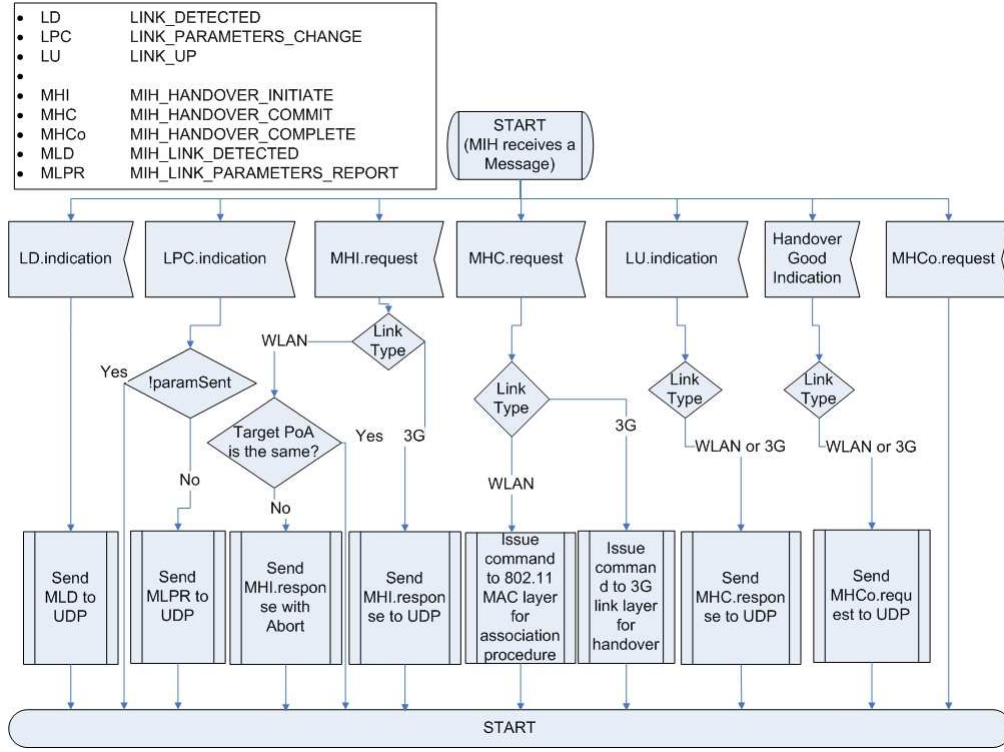 LD LINK_DETECTED
LPC LINK_PARAMETERS_CHANGE
LU LINK_UP
MHI MIH_HANDOVER_INITIATE
MHC MIH_HANDOVER_COMMIT
MHCo MIH_HANDOVER_COMPLETE
MLD MIH_LINK_DETECTED
MLPR MIH_LINK_PARAMETERS_REPORT
START
(MIH receives a
Message)
LD.indication
LPC.indication
MHI.request
MHC.request
LU.indication
Handover
Good
Indication
MHCo.request
Link
Type
WLAN
Yes
!paramSent
Link
Type
Link
Type
Link
Type
Target PoA
is the same?
Yes
3G
3G
No
WLAN
WLAN or 3G
WLAN or 3G
No
Send
MLD to
UDP
Send
MLPR to
UDP
Send
MHI.respon
se with
Abort
Send
MHI.respon
se to UDP
Issue
command
to 802.11
MAC layer
for
association
procedure
Issue
comman
d to 3G
link layer
for
handover
Send
MHC.respon
se to UDP
Send
MHCo.requ
est to UDP
START